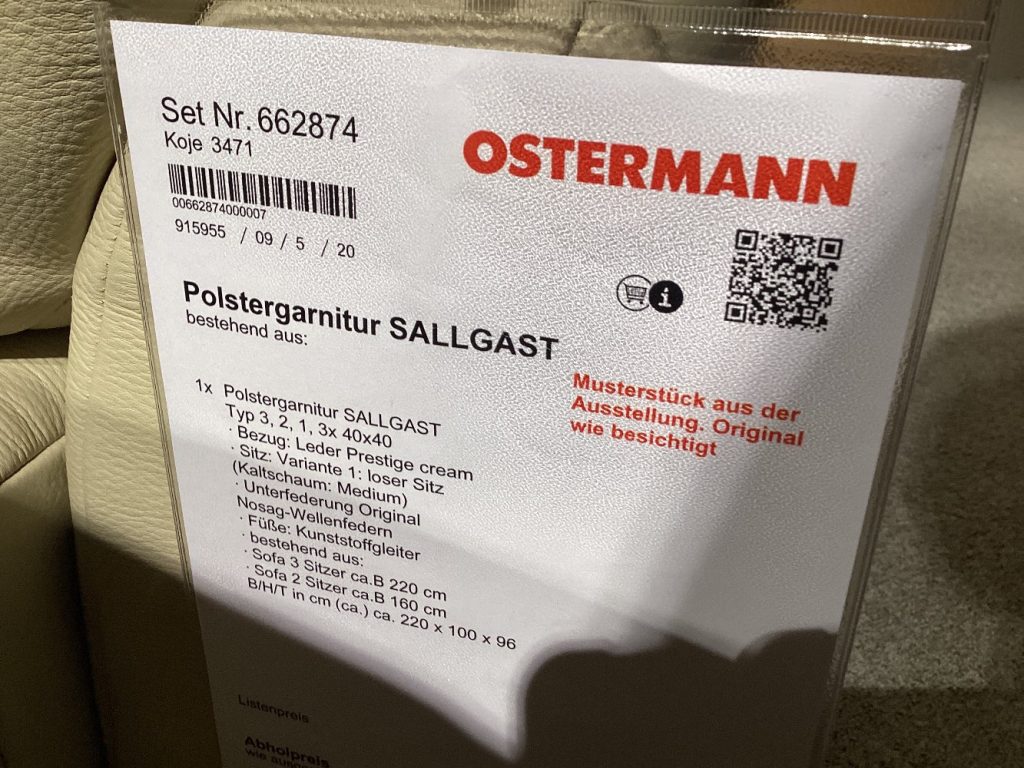 Set Nr. 662874
Koje 3471
00662874000007
915955 / 09 / 5 / 20
OSTERMANN
i
Polstergarnitur SALLGAST
bestehend aus:
Musterstück aus der
Ausstellung. Original
wie besichtigt
1x Polstergarnitur SALLGAST
Typ 3, 2, 1, 3x 40x40
· Bezug: Leder Prestige cream
· Sitz: Variante 1: loser Sitz
(Kaltschaum: Medium)
· Unterfederung Original
Nosag-Wellenfedern
· Füße: Kunststoffgleiter
· bestehend aus:
· Sofa 3 Sitzer ca.B 220 cm
· Sofa 2 Sitzer ca.B 160 cm
B/H/T in cm (ca.) ca. 220 x 100 x 96
Listenpreis
Abholpreis
wie